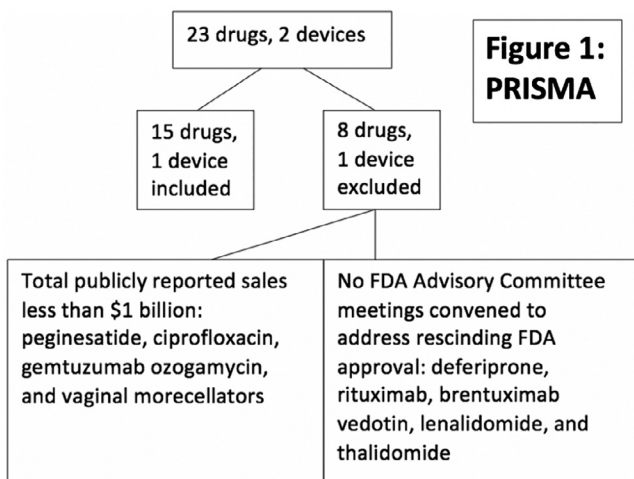 23 drugs, 2 devices
Figure 1:
PRISMA
15 drugs,
1 device
included
8 drugs,
1 device
excluded
Total publicly reported sales
less than $1 billion:
peginesatide, ciprofloxacin,
gemtuzumab ozogamycin,
and vaginal morecellators
No FDA Advisory Committee
meetings convened to
address rescinding FDA
approval: deferiprone,
rituximab, brentuximab
vedotin, lenalidomide, and
thalidomide